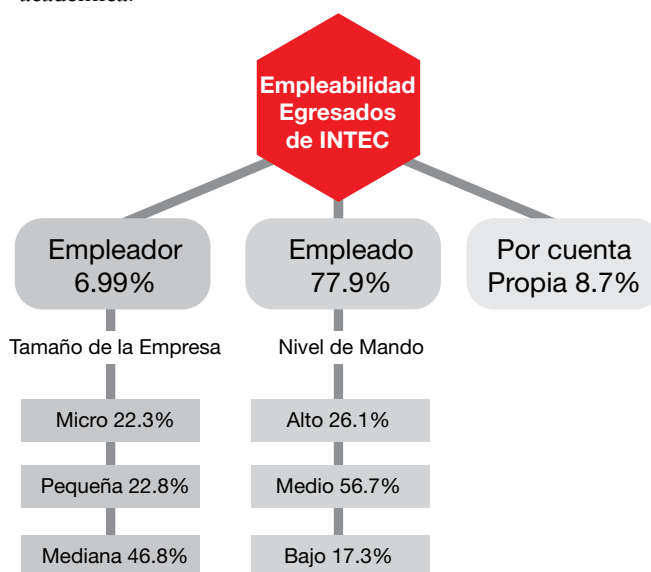 académica.
Empleabilidad
Egresados
de INTEC
Empleador
6.99%
Empleado
77.9%
Por cuenta
Propia 8.7%
Tamaño de la Empresa
Nivel de Mando
Micro 22.3%
Alto 26.1%
Pequeña 22.8%
Medio 56.7%
Mediana 46.8%
Bajo 17.3%